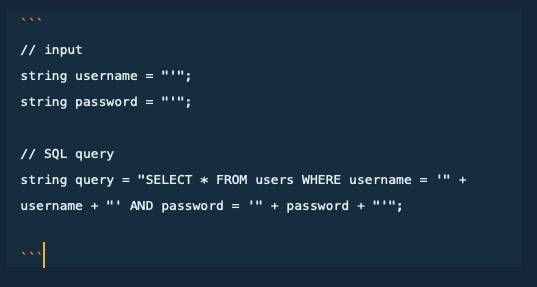 ```
// input
string username = "'";
string password = "'";
// SQL query
string query = "SELECT * FROM users WHERE username = '" +
username + "' AND password = '" + password + "'";
```